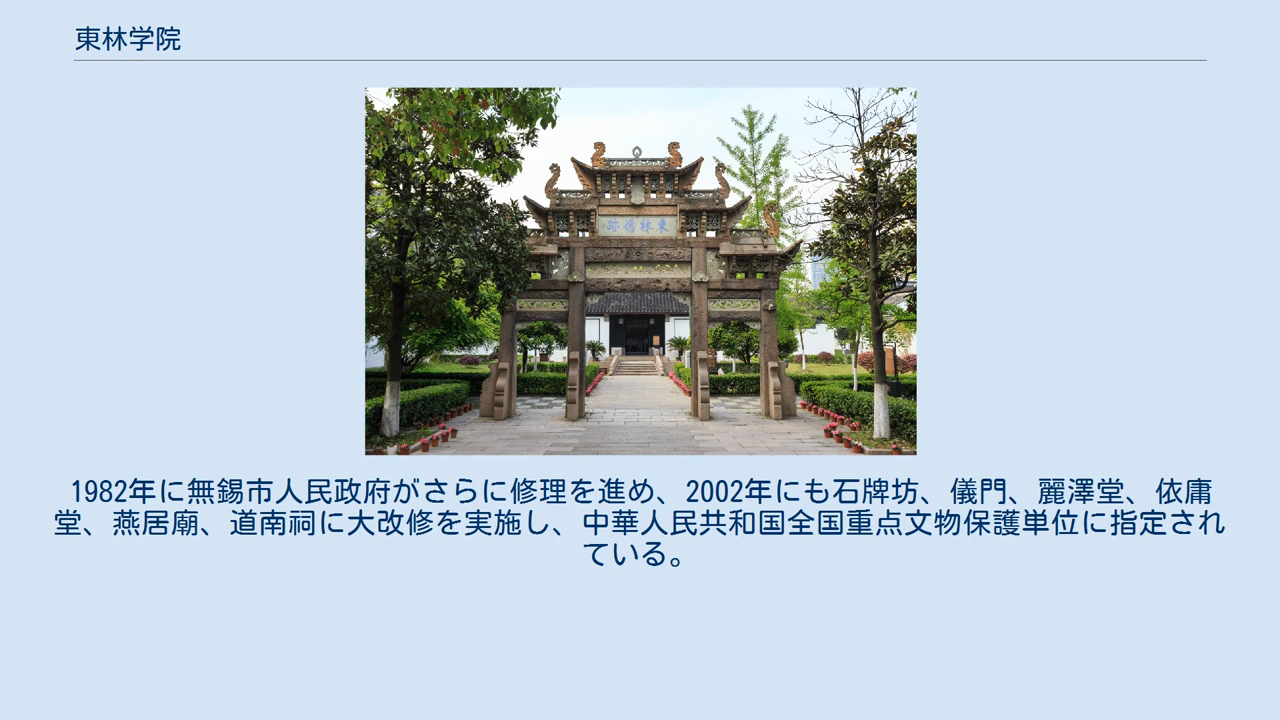 東林学院
東林舊跡
1982年に無錫市人民政府がさらに修理を進め、2002年にも石牌坊、儀門、麗澤堂、依庸
堂、燕居廟、道南祠に大改修を実施し、中華人民共和国全国重点文物保護単位に指定され
ている。